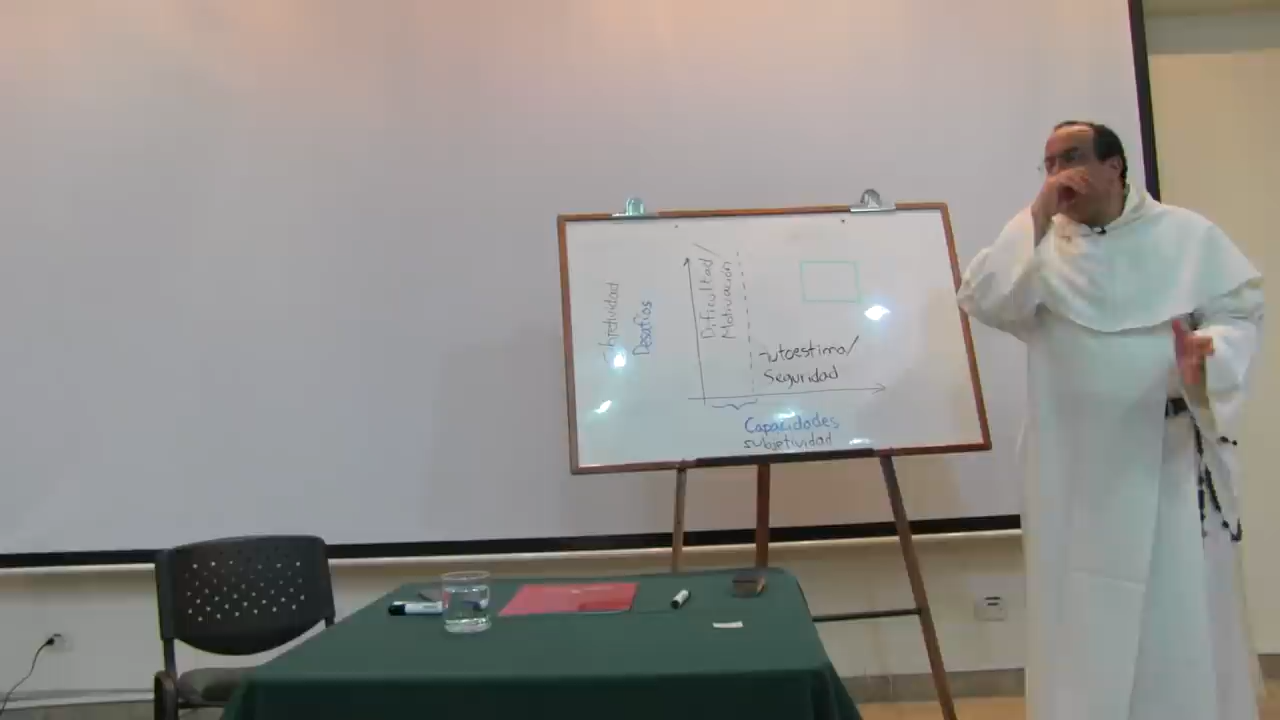 Desafíos
Dificultad/
Motivación
-utoestima/
Seguridad
Capacidades
subjetividad